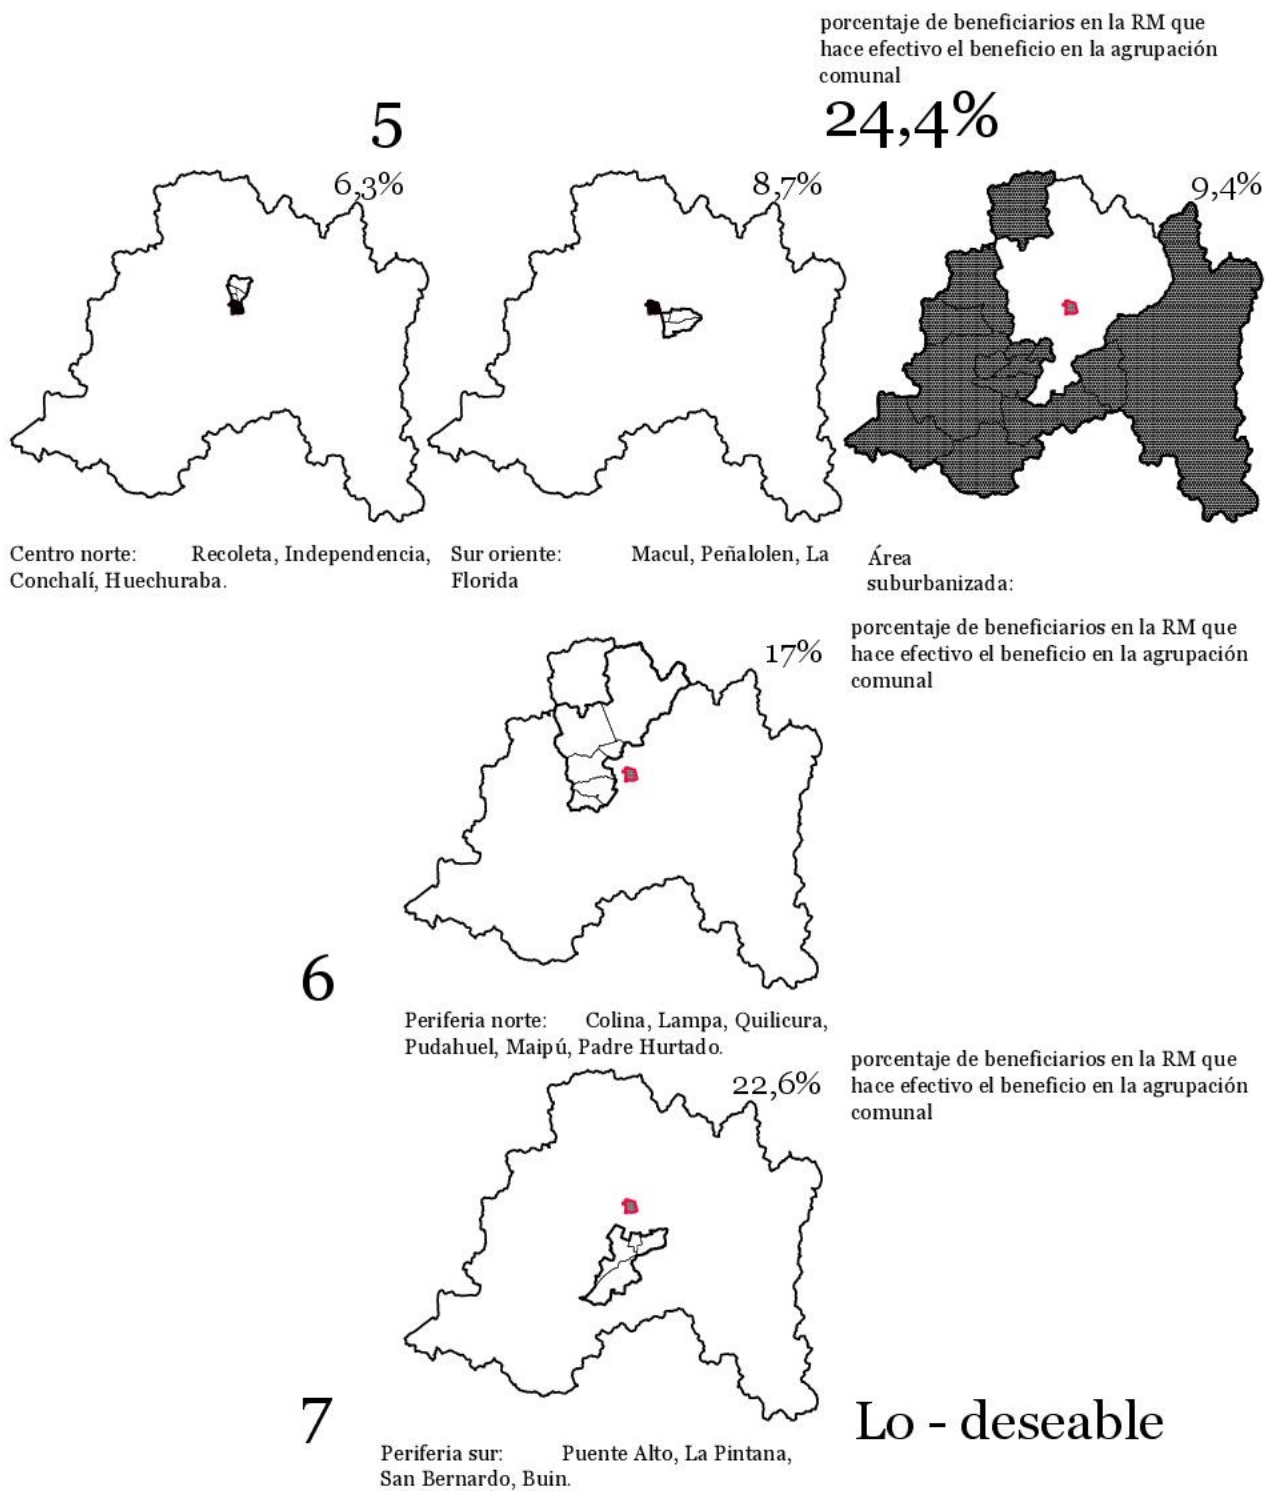 porcentaje de beneficiarios en la RM que
hace efectivo el beneficio en la agrupación
comunal
24,4%
5
6,3%
8,7%
9,4%
Centro norte: Recoleta, Independencia,
Conchalí, Huechuraba.
Sur oriente: Macul, Peñalolen, La
Florida
Área
suburbanizada:
17%
porcentaje de beneficiarios en la RM que
hace efectivo el beneficio en la agrupación
comunal
6
Periferia norte: Colina, Lampa, Quilicura,
Pudahuel, Maipú, Padre Hurtado.
22,6%
porcentaje de beneficiarios en la RM que
hace efectivo el beneficio en la agrupación
comunal
7
Periferia sur: Puente Alto, La Pintana,
San Bernardo, Buin.
Lo - deseable